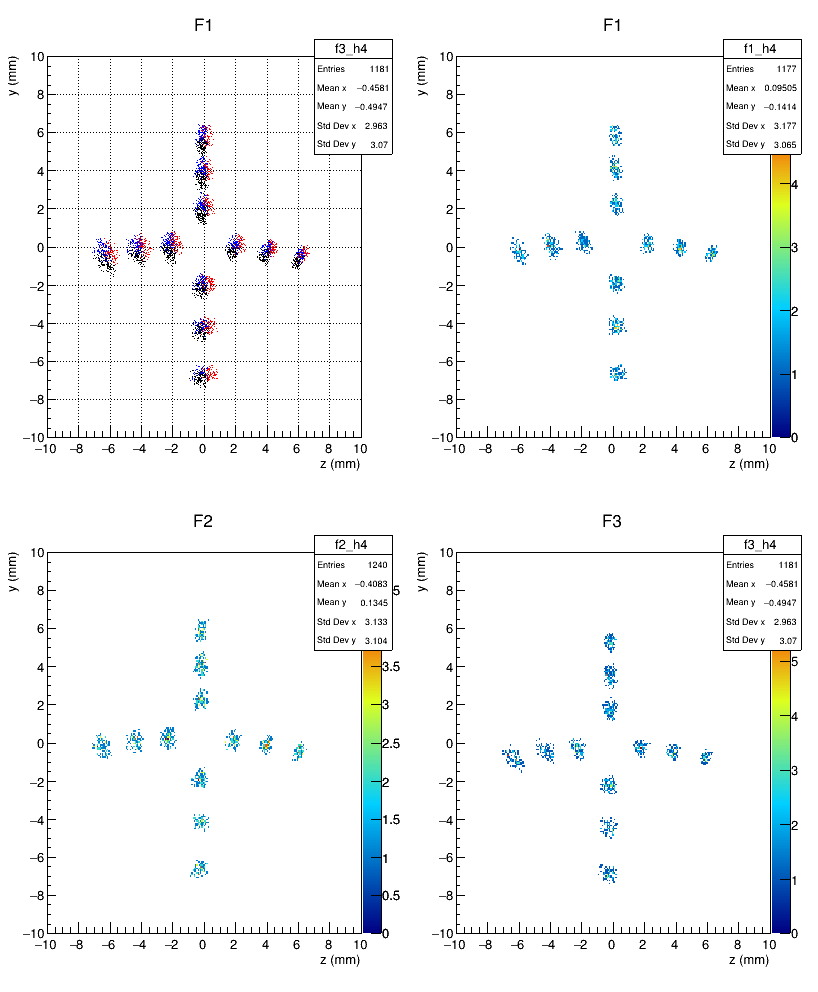 F1
f3_h4
Entries 1181
Mean x −0.4581
Mean y −0.4947
Std Dev x 2.963
Std Dev y 3.07
y (mm)
10
8
6
4
2
0
−2
−4
−6
−8
−10
−10 −8 −6 −4 −2 0 2 4 6 8 10
z (mm)
F1
f1_h4
Entries 1177
Mean x 0.09505
Mean y −0.1414
Std Dev x 3.177
Std Dev y 3.065
y (mm)
10
8
6
4
2
0
−2
−4
−6
−8
−10
−10 −8 −6 −4 −2 0 2 4 6 8 10
z (mm)
4
3
2
1
0
F2
f2_h4
Entries 1240
Mean x −0.4083
Mean y 0.1345
Std Dev x 3.133
Std Dev y 3.104
y (mm)
10
8
6
4
2
0
−2
−4
−6
−8
−10
−10 −8 −6 −4 −2 0 2 4 6 8 10
z (mm)
5
3.5
3
2.5
2
1.5
1
0.5
0
F3
f3_h4
Entries 1181
Mean x −0.4581
Mean y −0.4947
Std Dev x 2.963
Std Dev y 3.07
y (mm)
10
8
6
4
2
0
−2
−4
−6
−8
−10
−10 −8 −6 −4 −2 0 2 4 6 8 10
z (mm)
5
4
3
2
1
0